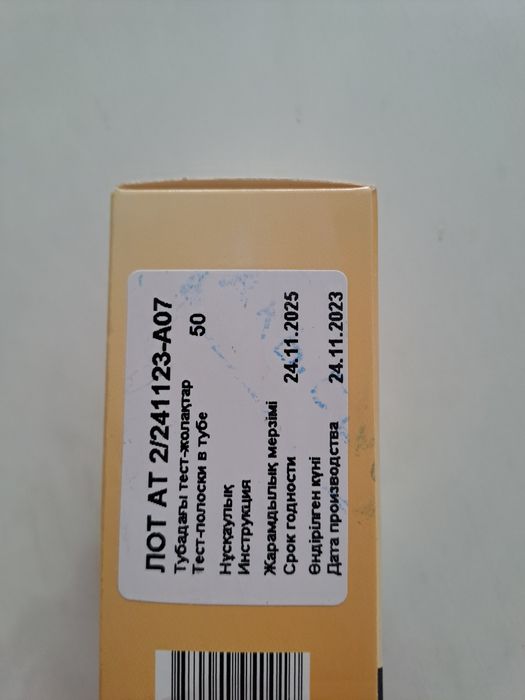 ЛОТ АТ 2/241123-А07
Тубадағы тест-жолақтар
Тест-полоски в тубе 50
Нұсқаулық
Инструкция
Жарамдылық мерзімі
Срок годности 24.11.2025
Өндірілген күні
Дата производства 24.11.2023